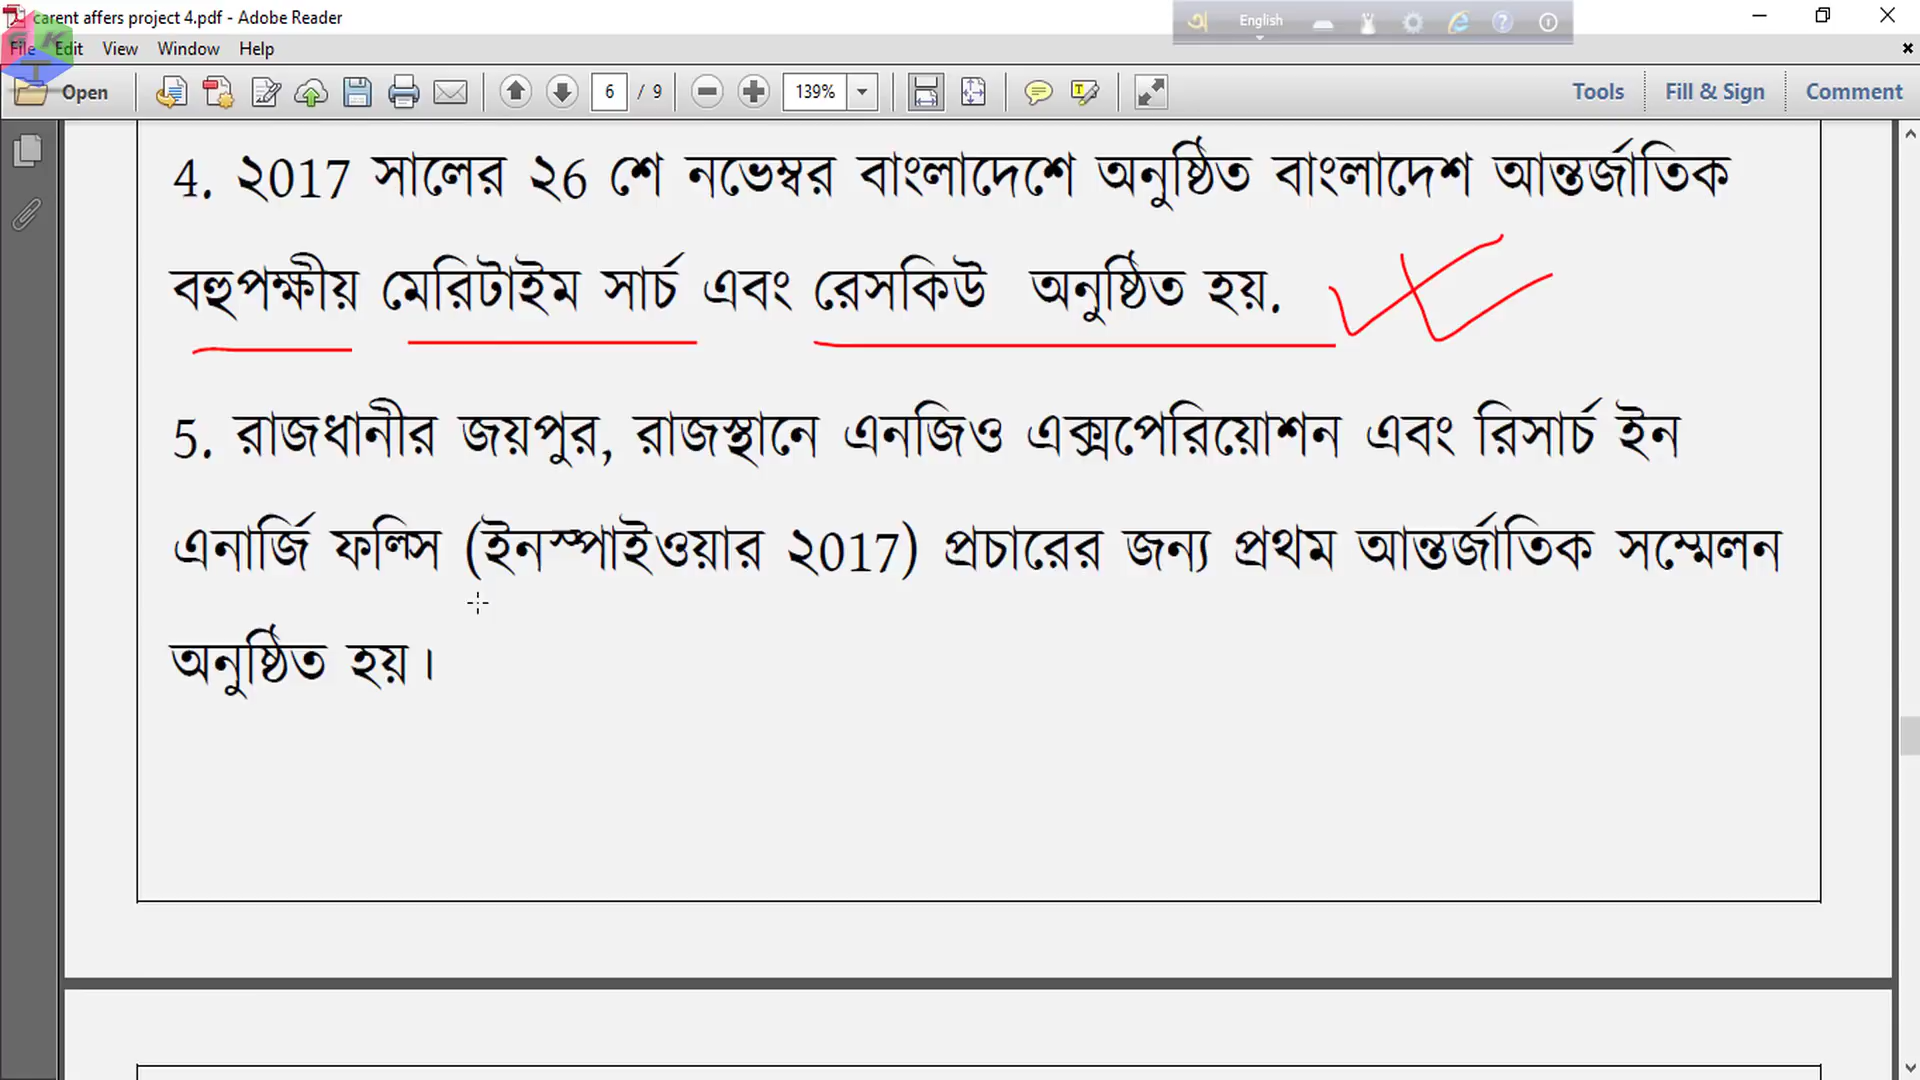 carent affers project 4.pdf - Adobe Reader
English
File Edit View Window Help
Open 6 / 9 139% Tools Fill & Sign Comment
4. ২017 সালের ২6 শে নভেম্বর বাংলাদেশে অনুষ্ঠিত বাংলাদেশ আন্তর্জাতিক
বহুপক্ষীয় মেরিটাইম সার্চ এবং রেসকিউ অনুষ্ঠিত হয়.
5. রাজধানীর জয়পুর, রাজস্থানে এনজিও এক্সপেরিয়োশন এবং রিসার্চ ইন
এনার্জি ফল্সি (ইনস্পাইওয়ার ২017) প্রচারের জন্য প্রথম আন্তর্জাতিক সম্মেলন
অনুষ্ঠিত হয়।